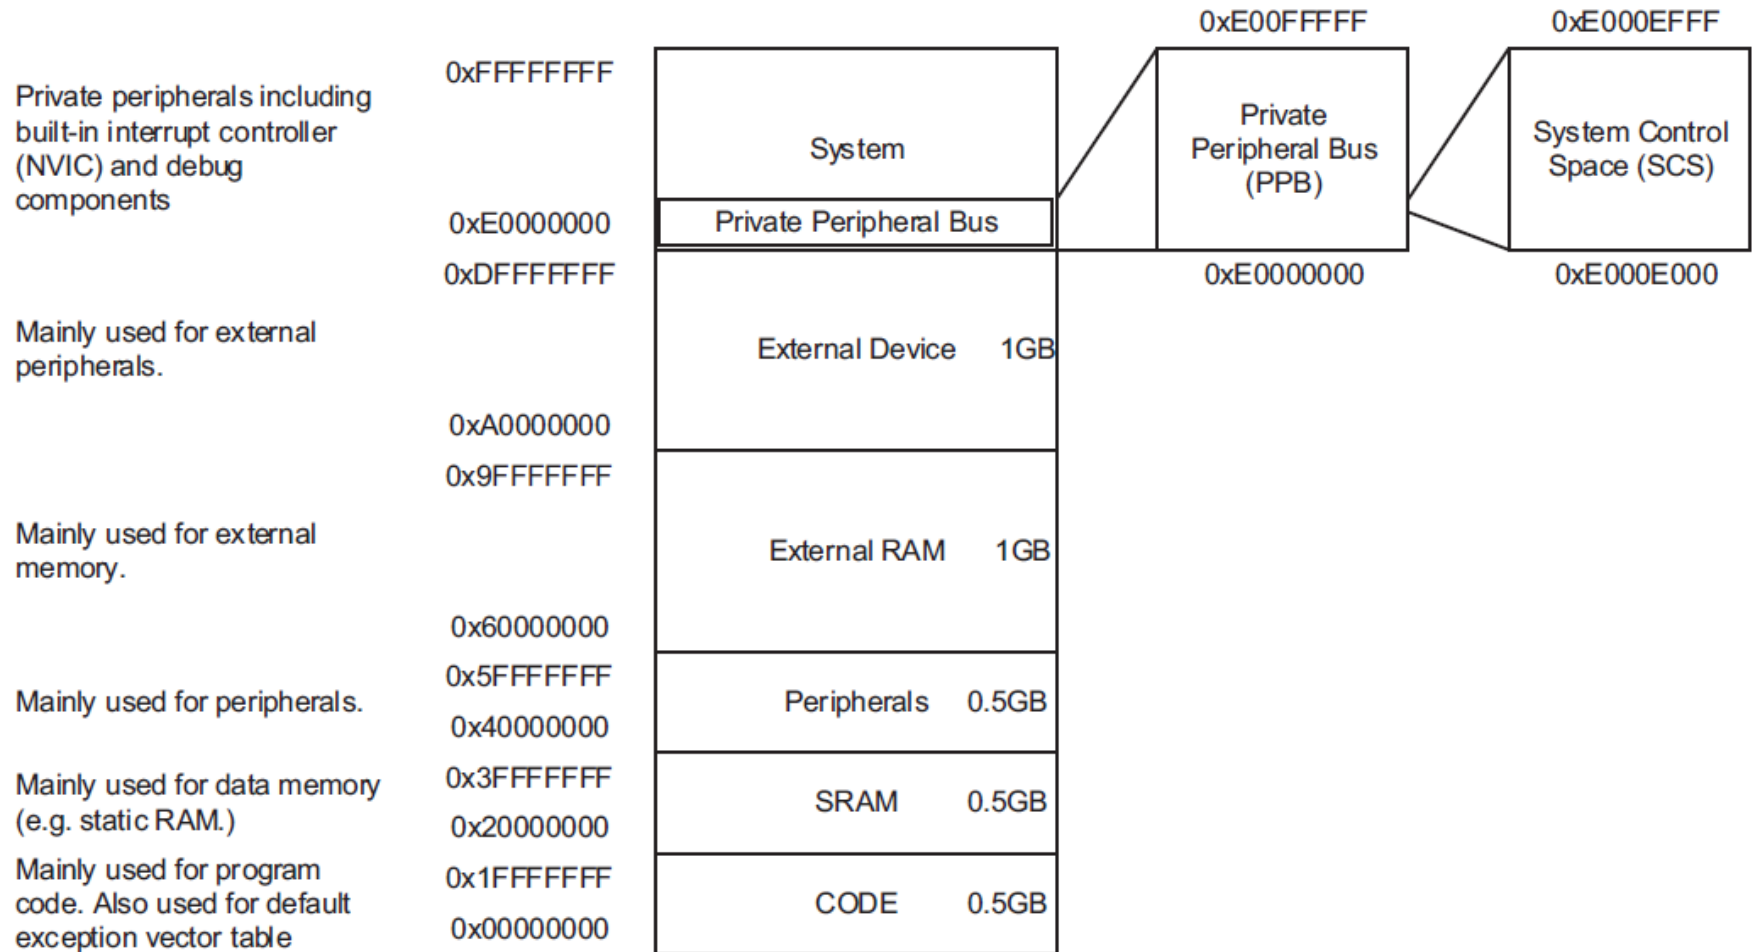 0xE00FFFFF
0xE000EFFF
0xFFFFFFFF
Private peripherals including
built-in interrupt controller
(NVIC) and debug
components
System
Private
Peripheral Bus
(PPB)
System Control
Space (SCS)
0xE0000000
Private Peripheral Bus
0xDFFFFFFF
0xE0000000
0xE000E000
Mainly used for external
peripherals.
External Device 1GB
0xA0000000
0x9FFFFFFF
Mainly used for external
memory.
External RAM 1GB
0x60000000
0x5FFFFFFF
Mainly used for peripherals.
Peripherals 0.5GB
0x40000000
0x3FFFFFFF
Mainly used for data memory
(e.g. static RAM.)
SRAM 0.5GB
0x20000000
Mainly used for program
code. Also used for default
exception vector table
0x1FFFFFFF
CODE 0.5GB
0x00000000